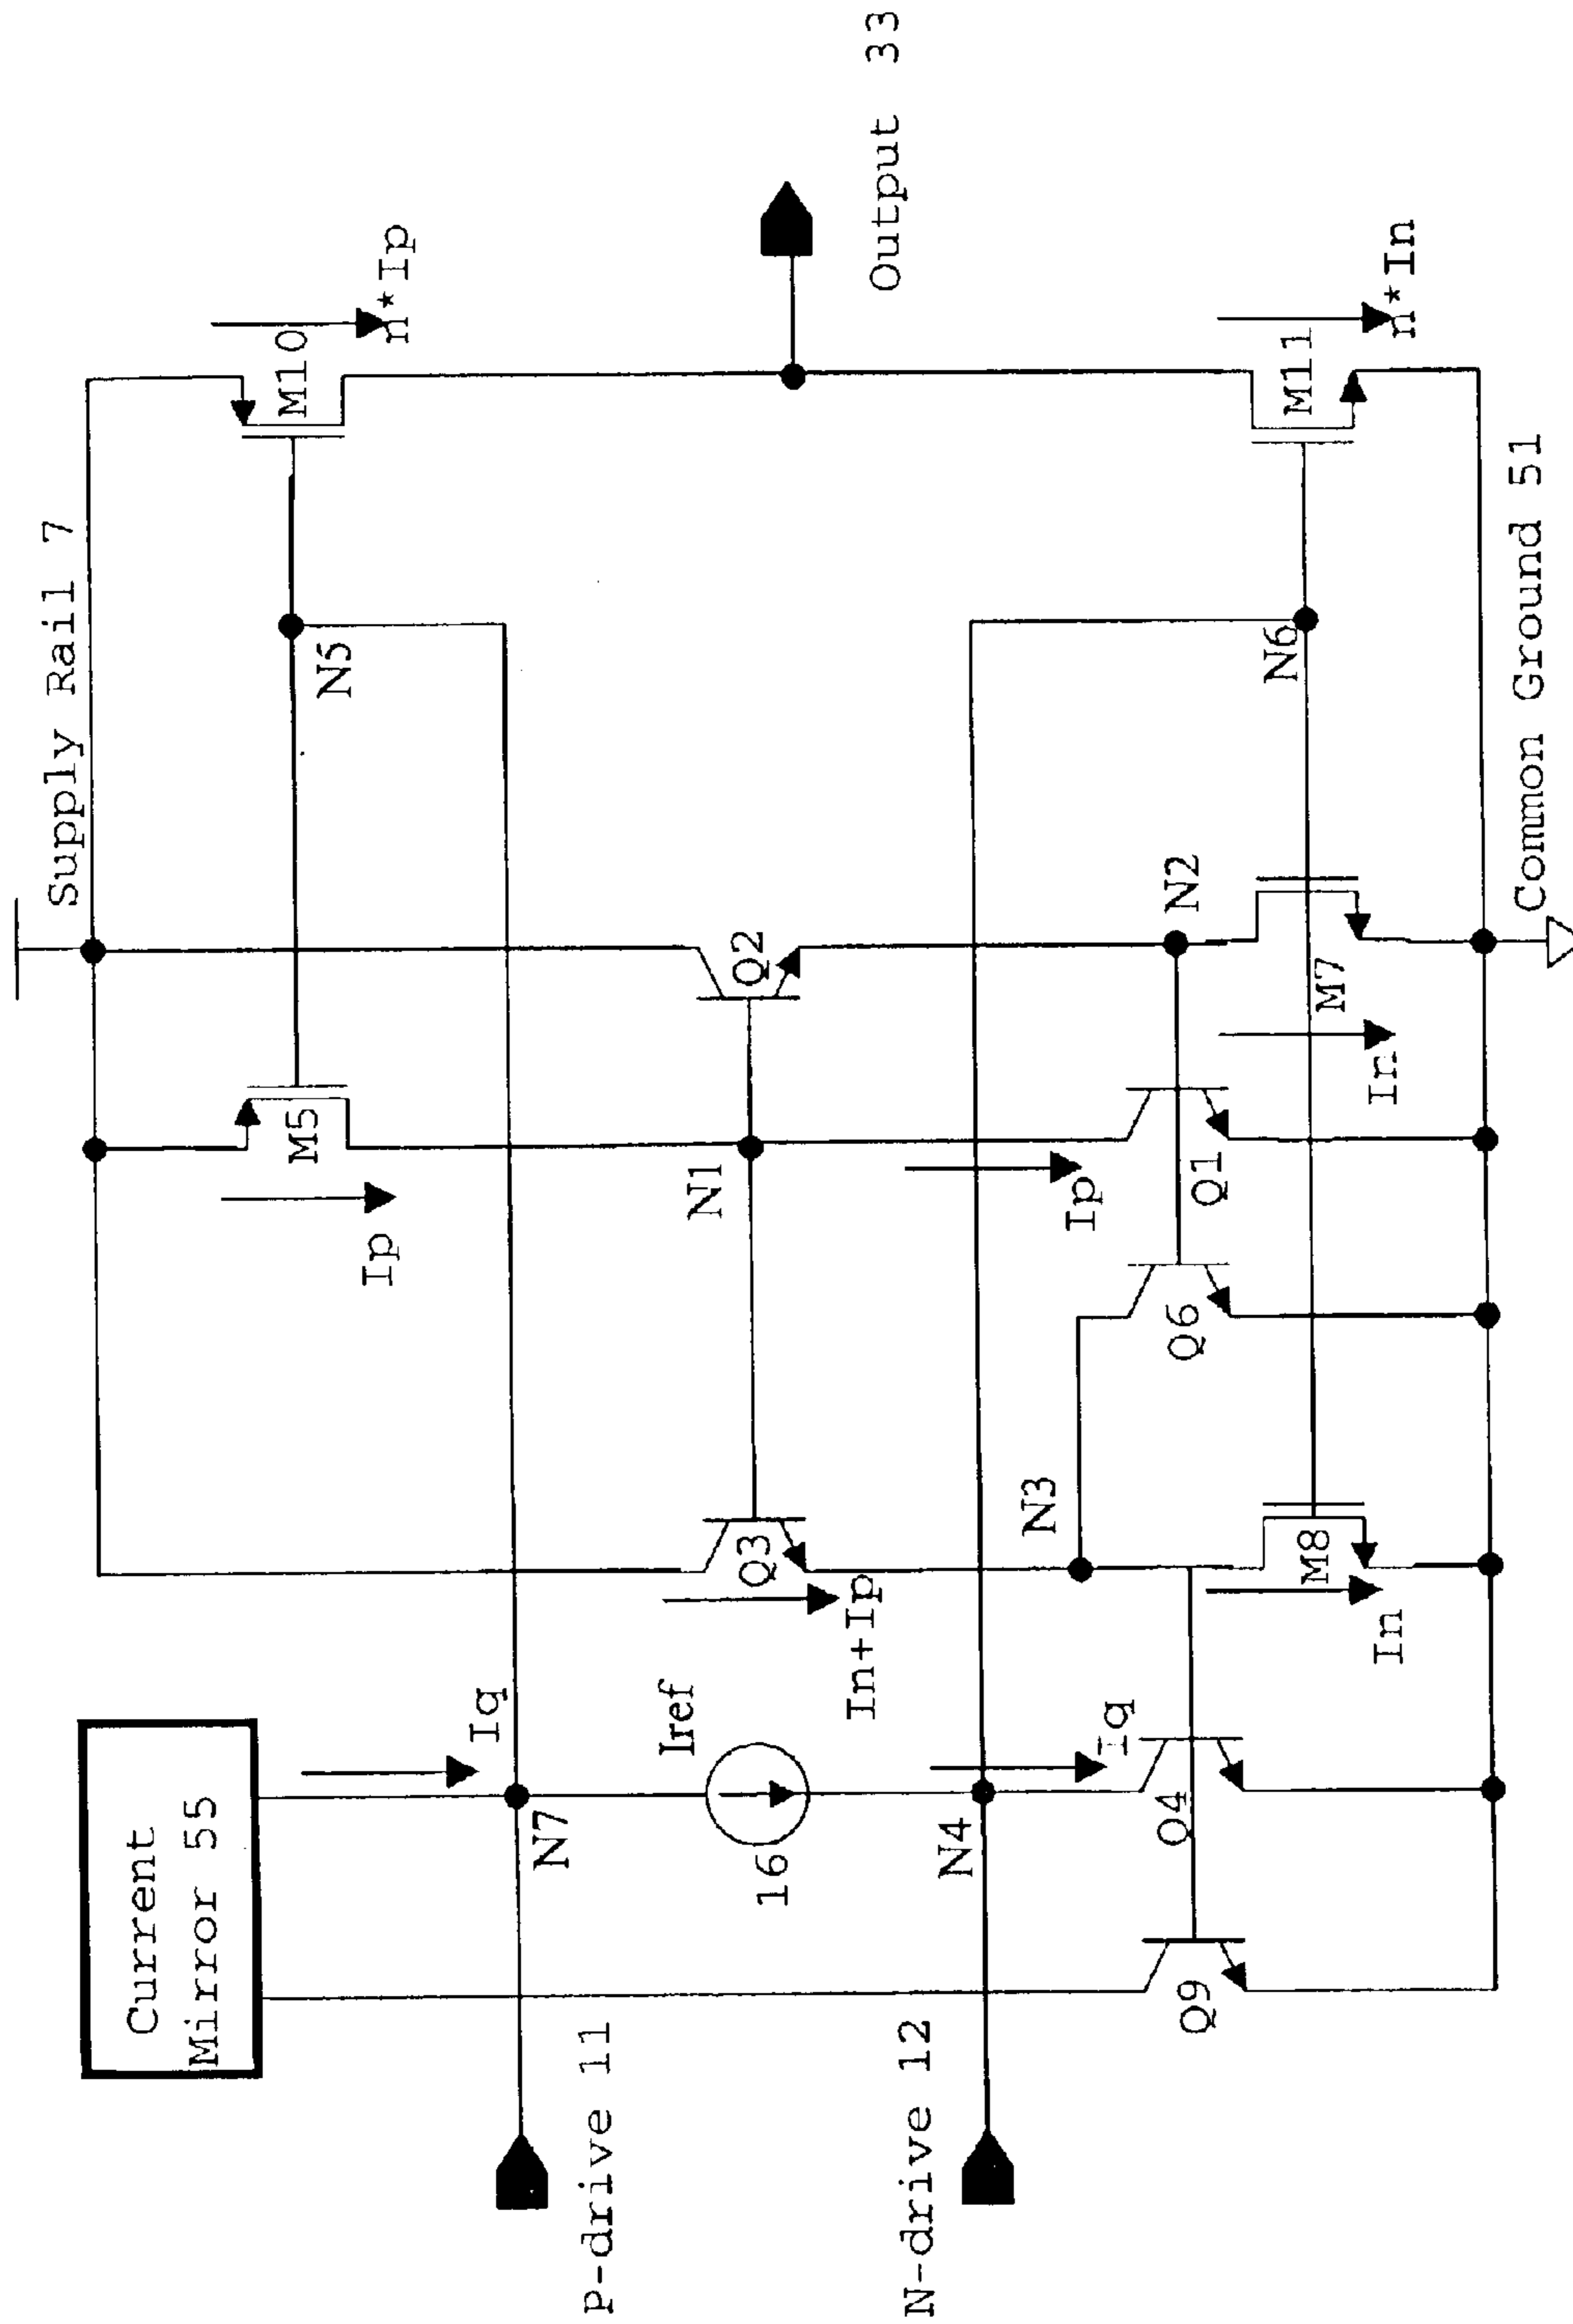 Supply Rail 7
Current
Mirror 55
M5
M10
Ip
n*Ip
N5
Iq
P-drive 11
N7
Iref
16
Q3
In+Ip
N1
Q2
Output 33
N-drive 12
N4
Iq
N3
Ip
N2
N6
Q9
Q4
Q6
Q1
M8
In
M7
In
M11
n*In
Common Ground 51